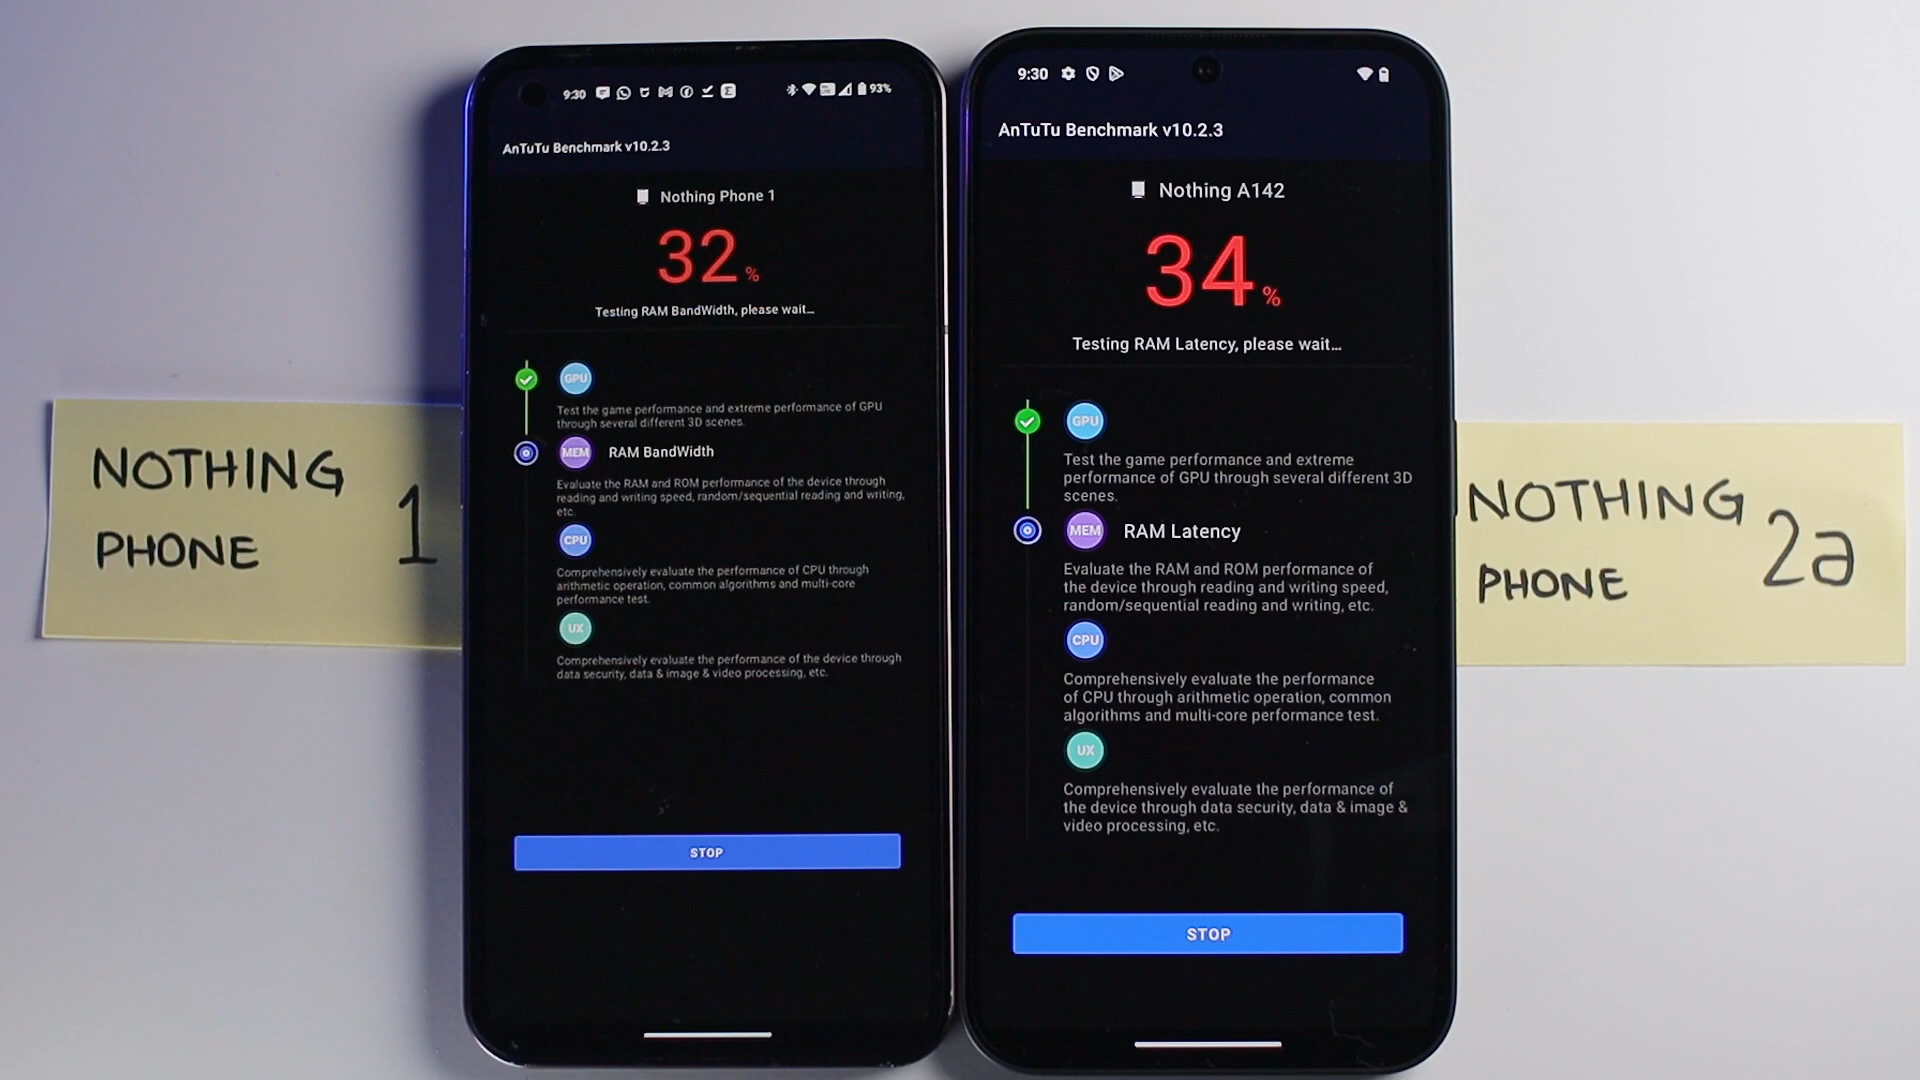 NOTHING
PHONE 1
9:30 93%
AnTuTu Benchmark v10.2.3
Nothing Phone 1
32%
Testing RAM BandWidth, please wait...
GPU
Test the game performance and extreme performance of GPU
through several different 3D scenes.
MEM RAM BandWidth
Evaluate the RAM and ROM performance of the device through
reading and writing speed, random/sequential reading and writing,
etc.
CPU
Comprehensively evaluate the performance of CPU through
arithmetic operation, common algorithms and multi-core
performance test.
UX
Comprehensively evaluate the performance of the device through
data security, data & image & video processing, etc.
STOP
9:30
AnTuTu Benchmark v10.2.3
Nothing A142
34%
Testing RAM Latency, please wait...
GPU
Test the game performance and extreme
performance of GPU through several different 3D
scenes.
MEM RAM Latency
Evaluate the RAM and ROM performance of
the device through reading and writing speed,
random/sequential reading and writing, etc.
CPU
Comprehensively evaluate the performance
of CPU through arithmetic operation, common
algorithms and multi-core performance test.
UX
Comprehensively evaluate the performance of
the device through data security, data & image &
video processing, etc.
STOP
NOTHING
PHONE 2a